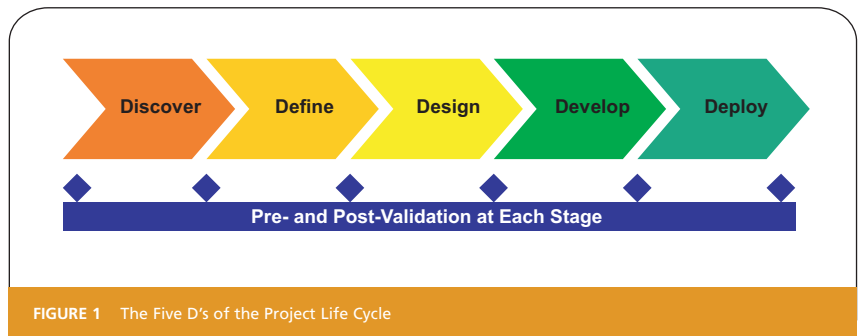 Discover Define Design Develop Deploy
Pre- and Post-Validation at Each Stage
FIGURE 1 The Five D's of the Project Life Cycle